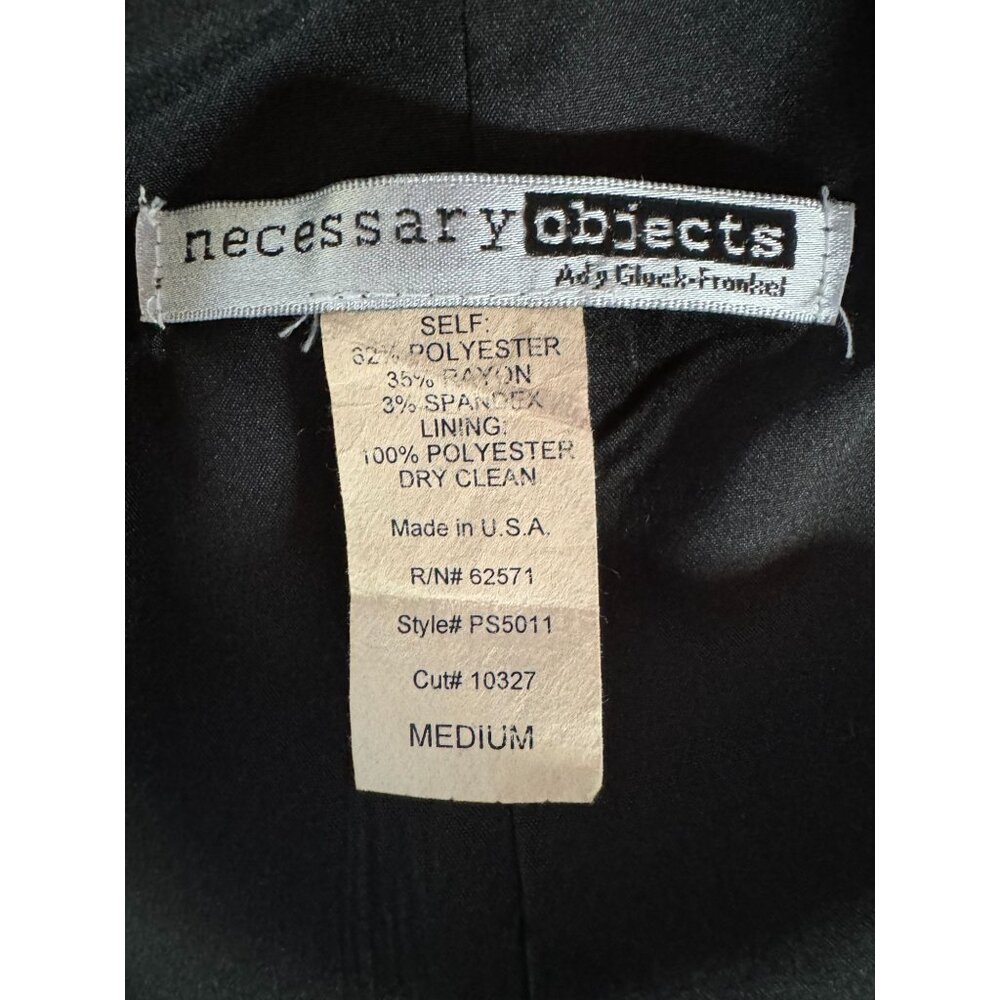 necessary objects
Ady Gluck-Frankel
SELF:
62% POLYESTER
35% RAYON
3% SPANDEX
LINING:
100% POLYESTER
DRY CLEAN
Made in U.S.A.
R/N# 62571
Style# PS5011
Cut# 10327
MEDIUM